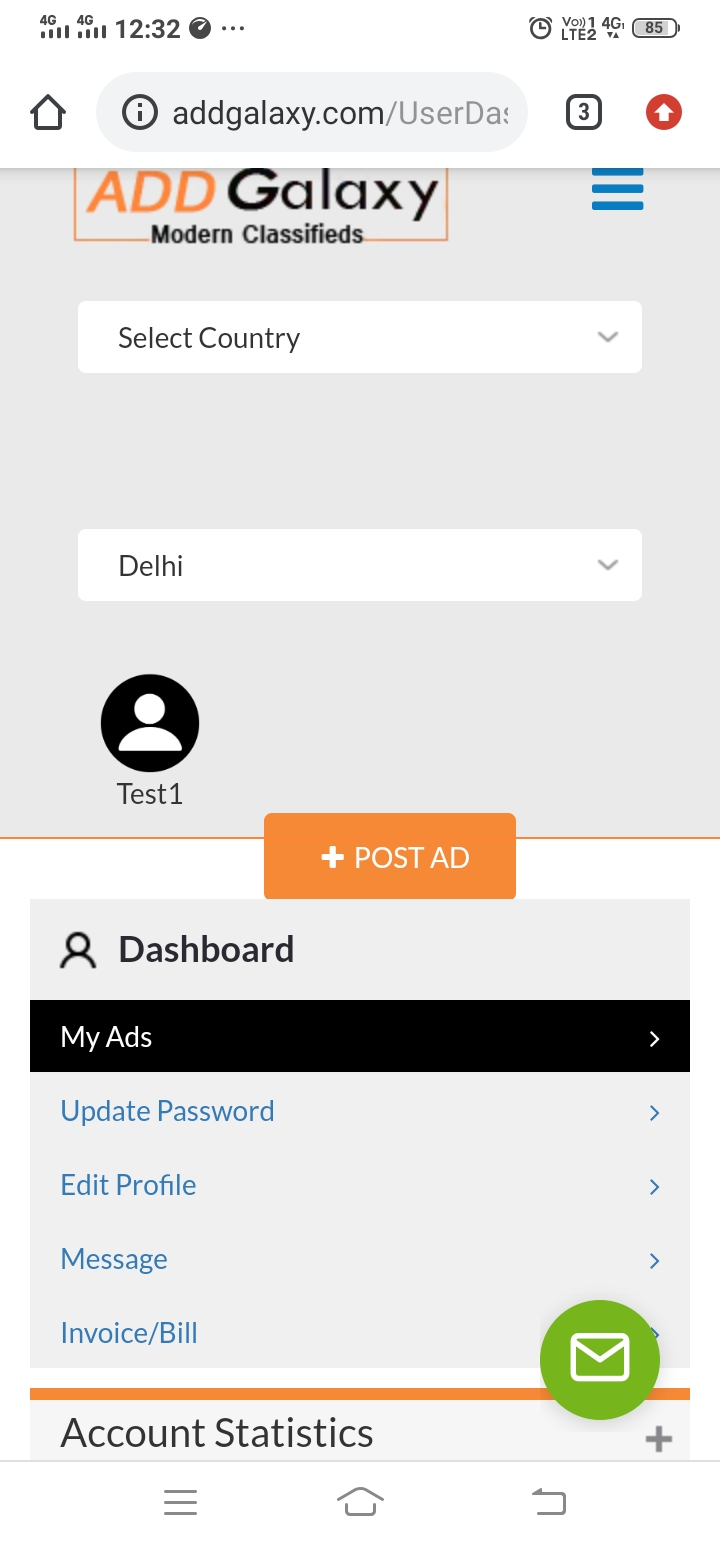 4G 4G 12:32 ... Vo)) 1 4G 85
LTE2
addgalaxy.com/UserDas 3
ADD Galaxy
Modern Classifieds
Select Country
Delhi
Test1
+ POST AD
Dashboard
My Ads
Update Password
Edit Profile
Message
Invoice/Bill
Account Statistics +